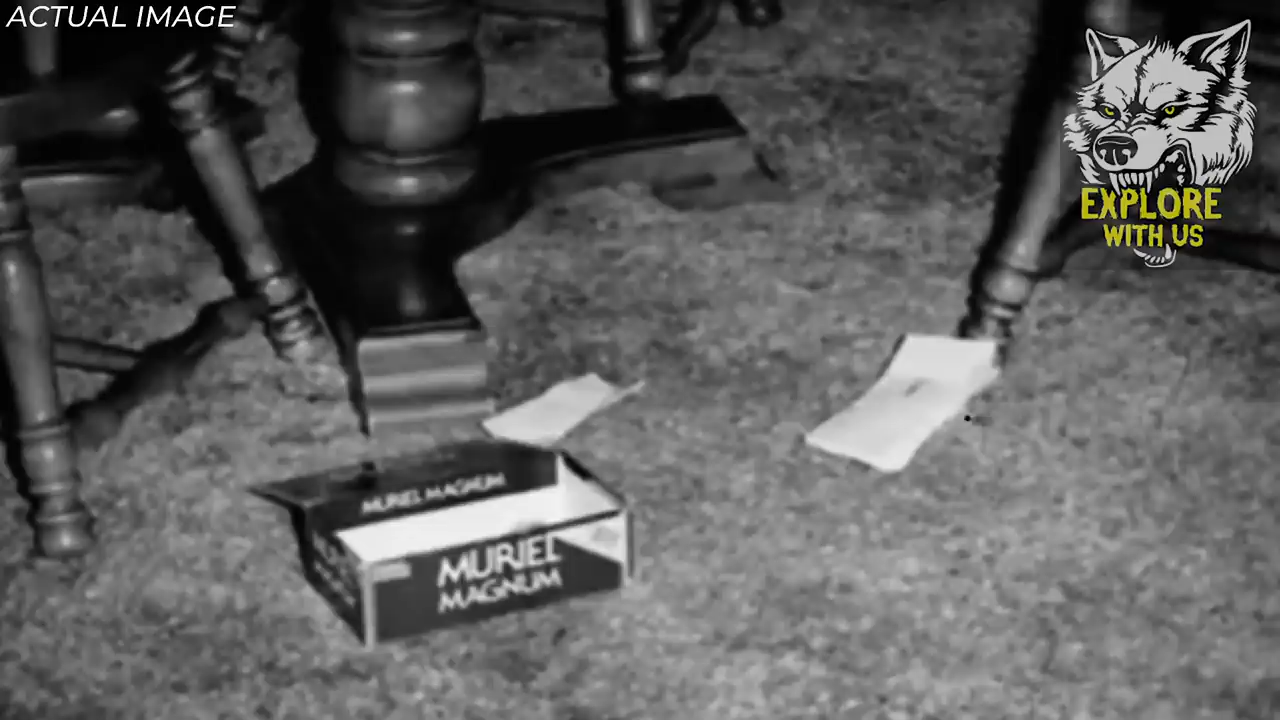 ACTUAL IMAGE
EXPLORE
WITH US
MURIEL MAGNUM
MURIEL
MAGNUM